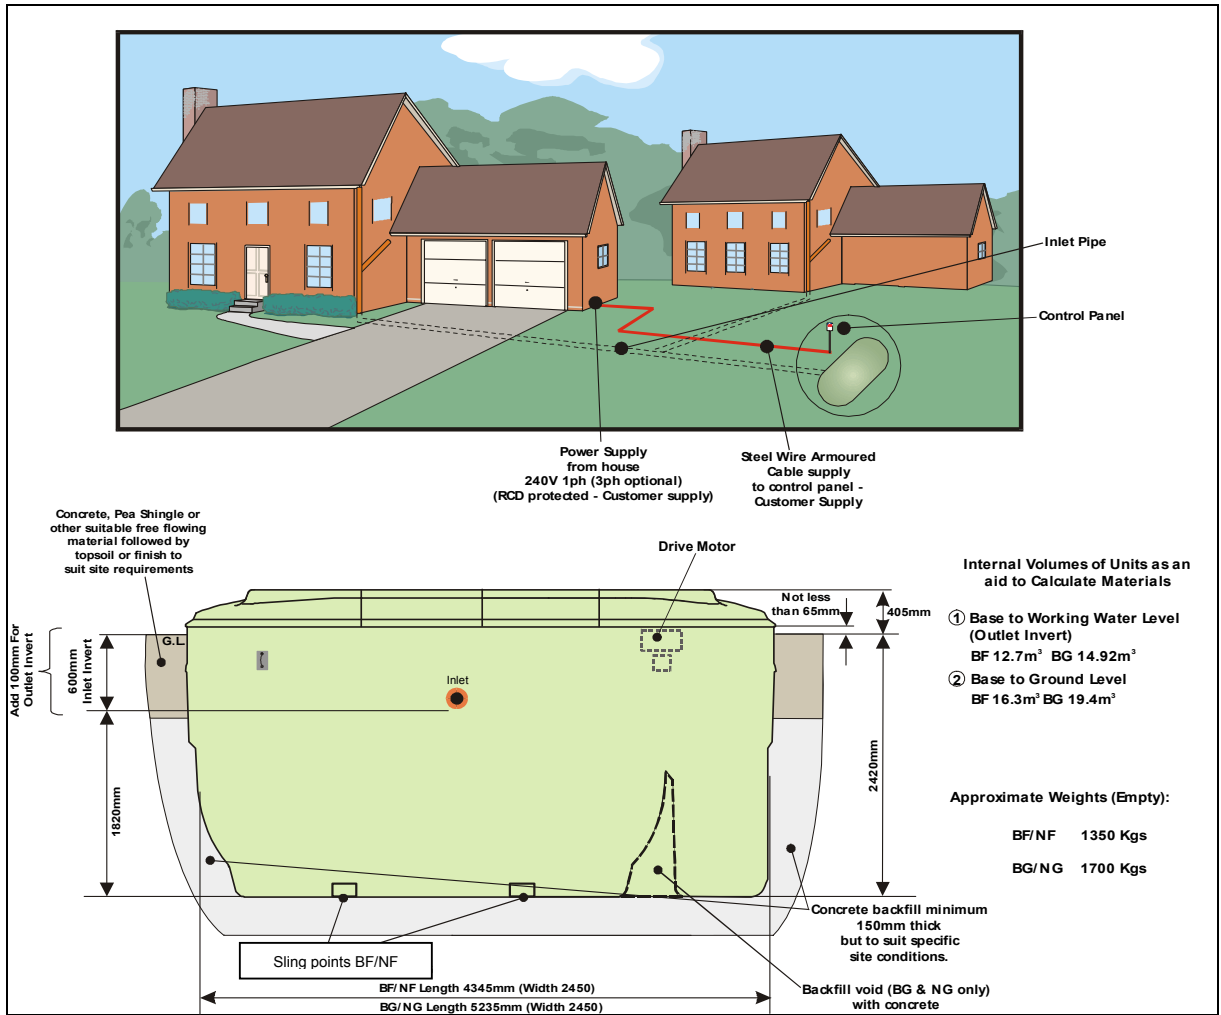 Inlet Pipe
Control Panel
Power Supply
from house
240V 1ph (3ph optional)
(RCD protected - Customer supply)
Steel Wire Armoured
Cable supply
to control panel -
Customer Supply
Concrete, Pea Shingle or
other suitable free flowing
material followed by
topsoil or finish to
suit site requirements
Drive Motor
Not less
than 65mm
405mm
Internal Volumes of Units as an
aid to Calculate Materials
1 Base to Working Water Level
(Outlet Invert)
BF 12.7m³ BG 14.92m³
2 Base to Ground Level
BF 16.3m³ BG 19.4m³
Add 100mm For
Outlet Invert
600mm
Inlet Invert
G.L
Inlet
1820mm
2420mm
Approximate Weights (Empty):
BF/NF 1350 Kgs
BG/NG 1700 Kgs
Concrete backfill minimum
150mm thick
but to suit specific
site conditions.
Sling points BF/NF
Backfill void (BG & NG only)
with concrete
BF/NF Length 4345mm (Width 2450)
BG/NG Length 5235mm (Width 2450)